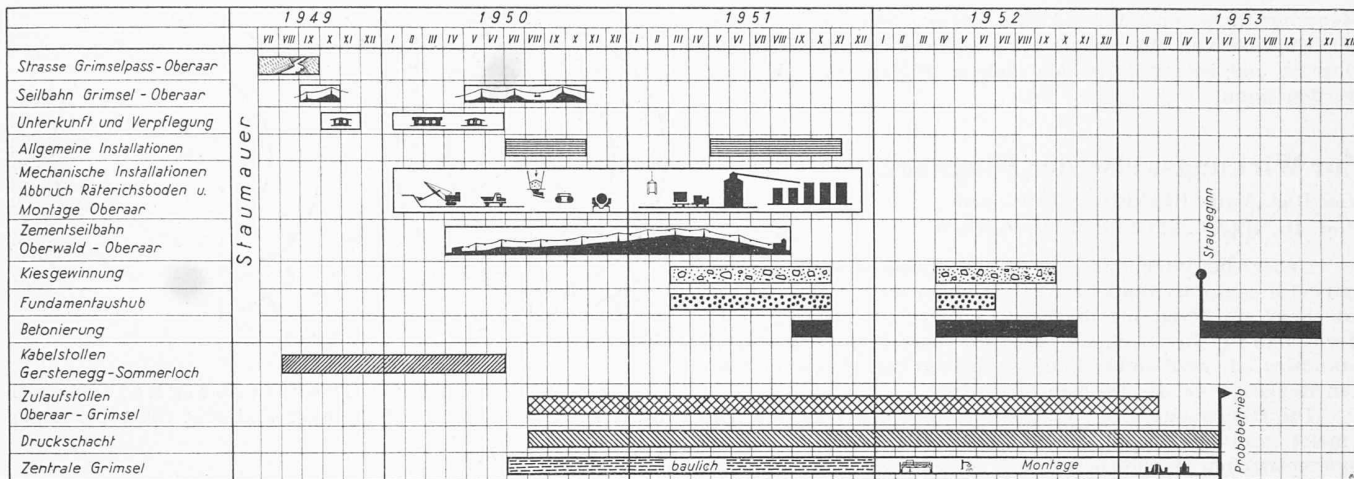 1949 1950 1951 1952 1953
VII VIII IX X XI XII I II III IV V VI VII VIII IX X XI XII I II III IV V VI VII VIII IX X XI XII I II III IV V VI VII VIII IX X XI XII I II III IV V VI VII VIII IX X XI XII
Strasse Grimselpass-Oberaar
Seilbahn Grimsel - Oberaar
Unterkunft und Verpflegung
Allgemeine Installationen
Mechanische Installationen
Abbruch Räterichsboden u.
Montage Oberaar
Zementseilbahn
Oberwald - Oberaar
Kiesgewinnung
Fundamentaushub
Betonierung
Kabelstollen
Gerstenegg-Sommerloch
Zulaufstollen
Oberaar - Grimsel
Druckschacht
Zentrale Grimsel
Staumauer
Staubeginn
Probebetrieb
baulich
Montage